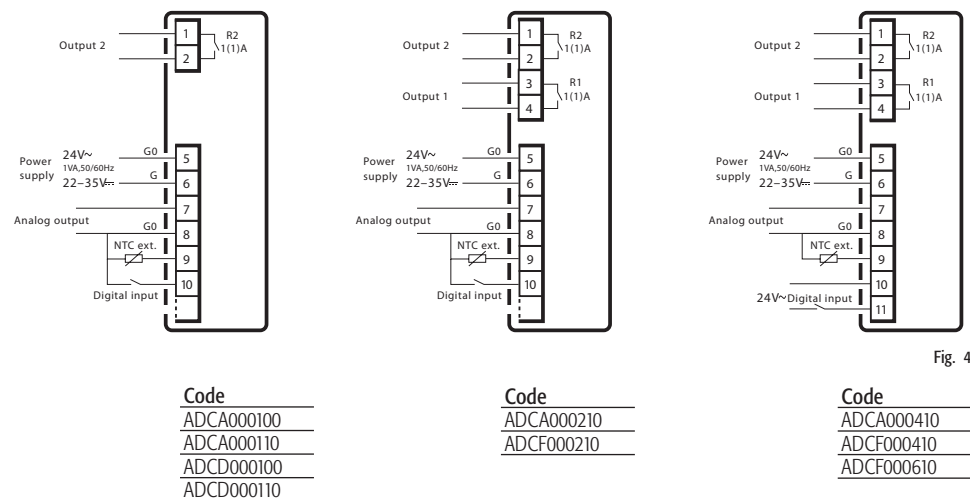 1
R2
1(1)A
Output 2
2
5
6
7
8
9
10
Power supply
24V~
1VA,50/60Hz
22–35V⎓
G0
G
Analog output
G0
NTC ext.
Digital input
1
R2
1(1)A
Output 2
2
3
R1
1(1)A
Output 1
4
5
6
7
8
9
10
Power supply
24V~
1VA,50/60Hz
22–35V⎓
G0
G
Analog output
G0
NTC ext.
Digital input
1
R2
1(1)A
Output 2
2
3
R1
1(1)A
Output 1
4
5
6
7
8
9
10
11
Power supply
24V~
1VA,50/60Hz
22–35V⎓
G0
G
Analog output
G0
NTC ext.
24V~Digital input
Fig. 4
Code
ADCA000100
ADCA000110
ADCD000100
ADCD000110
Code
ADCA000210
ADCF000210
Code
ADCA000410
ADCF000410
ADCF000610